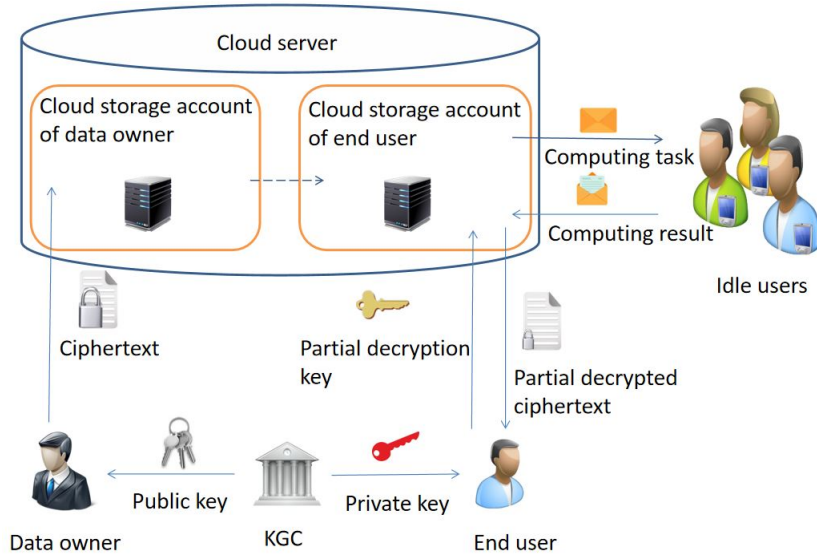 Cloud server
Cloud storage account
of data owner
Cloud storage account
of end user
Computing task
Computing result
Idle users
Ciphertext
Partial decryption
key
Partial decrypted
ciphertext
Public key
Private key
Data owner
KGC
End user